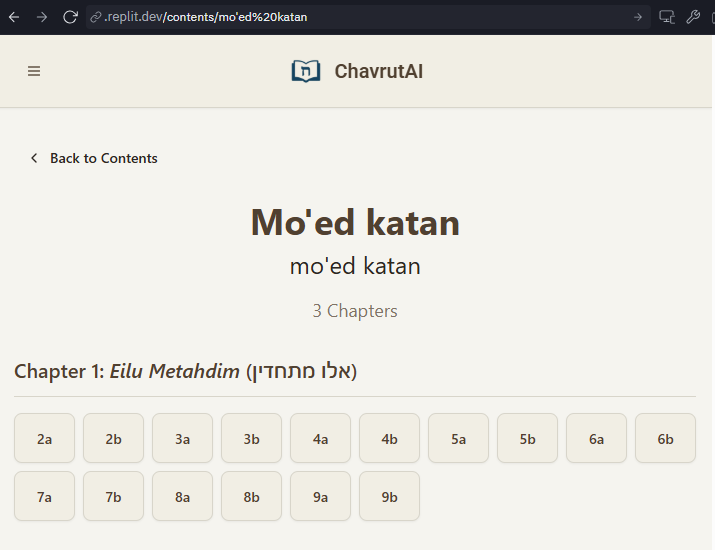 .replit.dev/contents/mo'ed%20katan
ChavrutAI
Back to Contents
Mo'ed katan
mo'ed katan
3 Chapters
Chapter 1: Eilu Metahdim (אלו מתחדין)
2a 2b 3a 3b 4a 4b 5a 5b 6a 6b
7a 7b 8a 8b 9a 9b